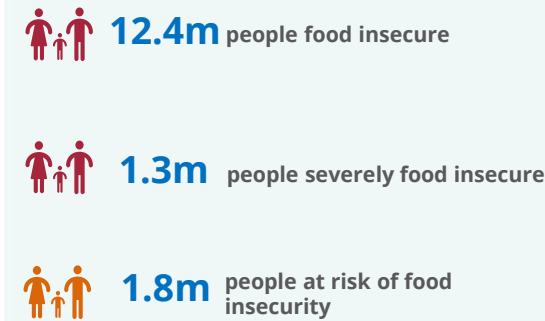 12.4m people food insecure
1.3m people severely food insecure
1.8m people at risk of food
insecurity